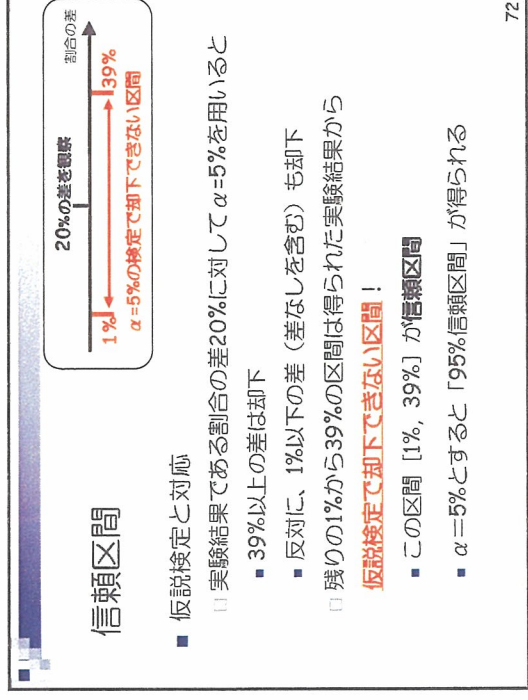 信頼区間
割合の差
20%の差を観察
1%
39%
α=5%の検定で却下できない区間
仮説検定と対応
実験結果である割合の差20%に対してα=5%を用いると
39%以上の差は却下
反対に、1%以下の差（差なしを含む）も却下
残りの1%から39%の区間は得られた実験結果から
仮説検定で却下できない区間！
この区間［1%, 39%］が信頼区間
α＝5%とすると「95%信頼区間」が得られる
72